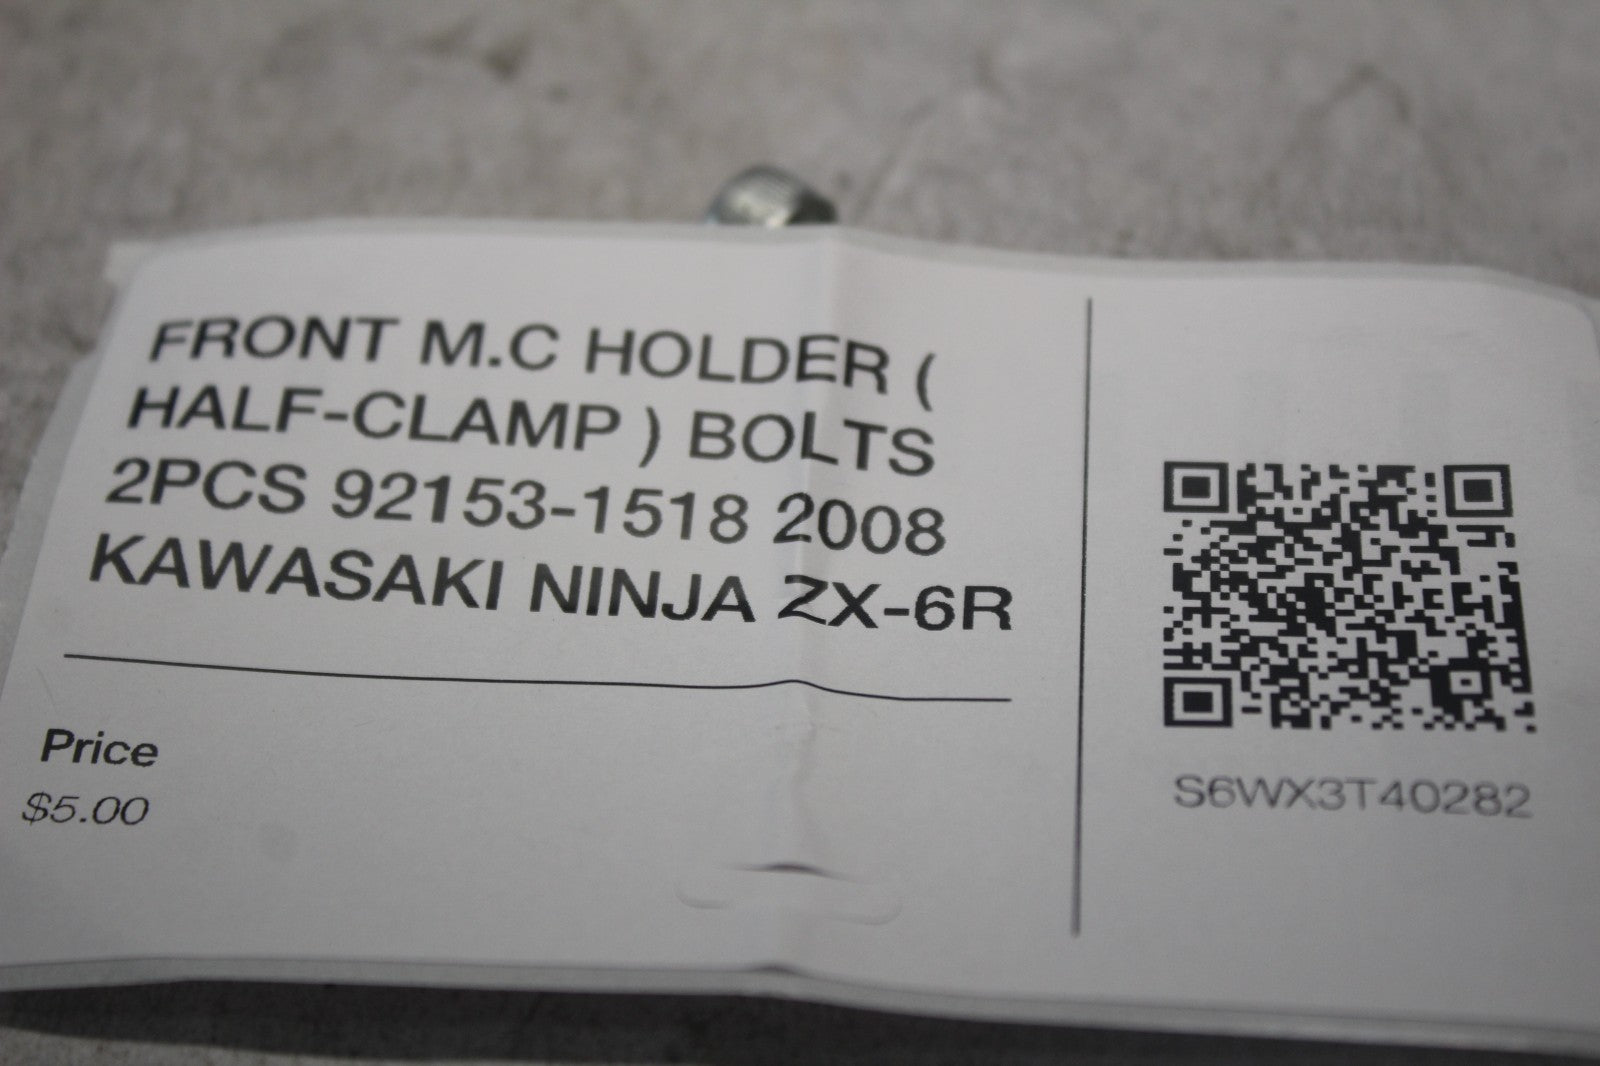 FRONT M.C HOLDER (
HALF-CLAMP ) BOLTS
2PCS 92153-1518 2008
KAWASAKI NINJA ZX-6R
Price
$5.00
S6WX3T40282